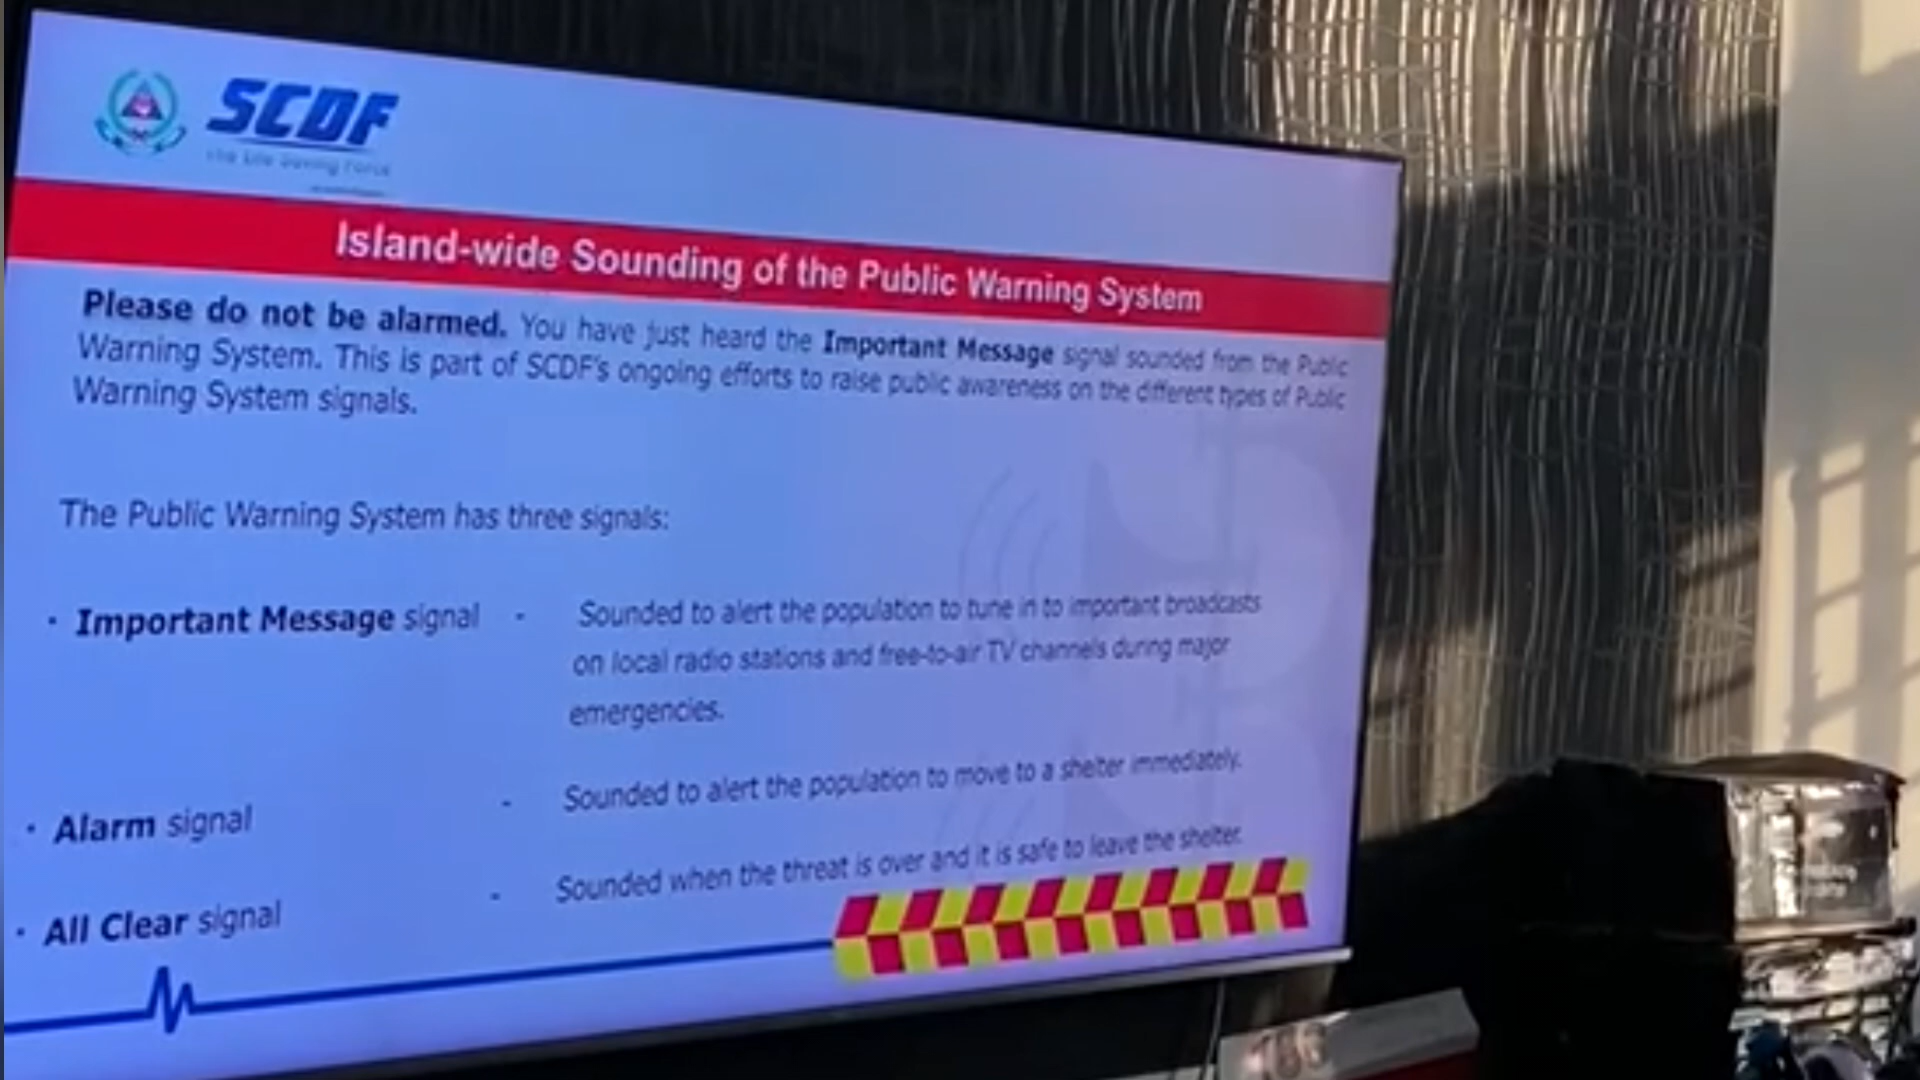 SCDF
The Life Saving Force
Island-wide Sounding of the Public Warning System
Please do not be alarmed. You have just heard the Important Message signal sounded from the Public
Warning System. This is part of SCDF's ongoing efforts to raise public awareness on the different types of Public
Warning System signals.
The Public Warning System has three signals:
· Important Message signal - Sounded to alert the population to tune in to important broadcasts
on local radio stations and free-to-air TV channels during major
emergencies.
· Alarm signal - Sounded to alert the population to move to a shelter immediately.
· All Clear signal - Sounded when the threat is over and it is safe to leave the shelter.